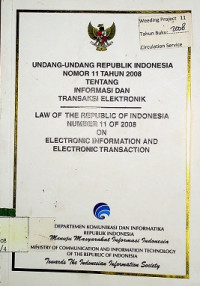 Weeding Project 11
Tahun Buku: 2008
Circulation Service
UNDANG-UNDANG REPUBLIK INDONESIA
NOMOR 11 TAHUN 2008
TENTANG
INFORMASI DAN
TRANSAKSI ELEKTRONIK
LAW OF THE REPUBLIC OF INDONESIA
NUMBER 11 OF 2008
ON
ELECTRONIC INFORMATION AND
ELECTRONIC TRANSACTION
DEPARTEMEN KOMUNIKASI DAN INFORMATIKA
REPUBLIK INDONESIA
Menuju Masyarakat Informasi Indonesia
MINISTRY OF COMMUNICATION AND INFORMATION TECHNOLOGY
OF THE REPUBLIC OF INDONESIA
Towards The Indonesian Information Society